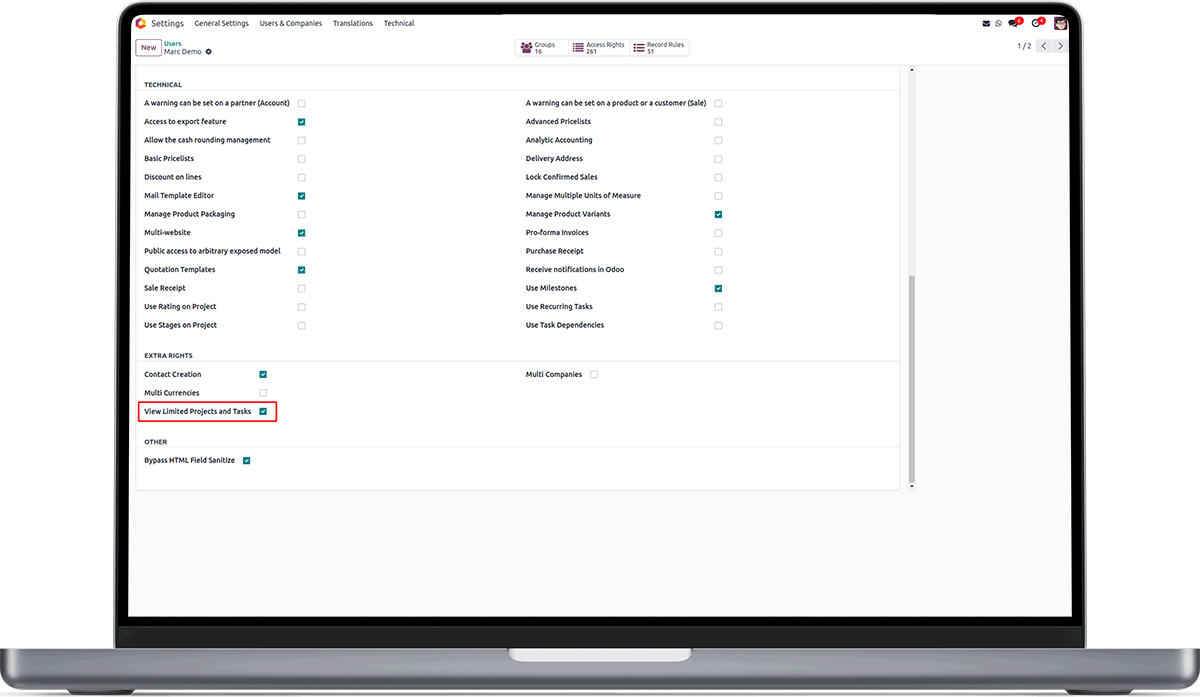 Settings General Settings Users & Companies Translations Technical 6 4
New Users Marc Demo Groups 16 Access Rights 261 Record Rules 51 1 / 2
TECHNICAL
A warning can be set on a partner (Account) A warning can be set on a product or a customer (Sale)
Access to export feature Advanced Pricelists
Allow the cash rounding management Analytic Accounting
Basic Pricelists Delivery Address
Discount on lines Lock Confirmed Sales
Mail Template Editor Manage Multiple Units of Measure
Manage Product Packaging Manage Product Variants
Multi-website Pro-forma Invoices
Public access to arbitrary exposed model Purchase Receipt
Quotation Templates Receive notifications in Odoo
Sale Receipt Use Milestones
Use Rating on Project Use Recurring Tasks
Use Stages on Project Use Task Dependencies
EXTRA RIGHTS
Contact Creation Multi Companies
Multi Currencies
View Limited Projects and Tasks
OTHER
Bypass HTML Field Sanitize